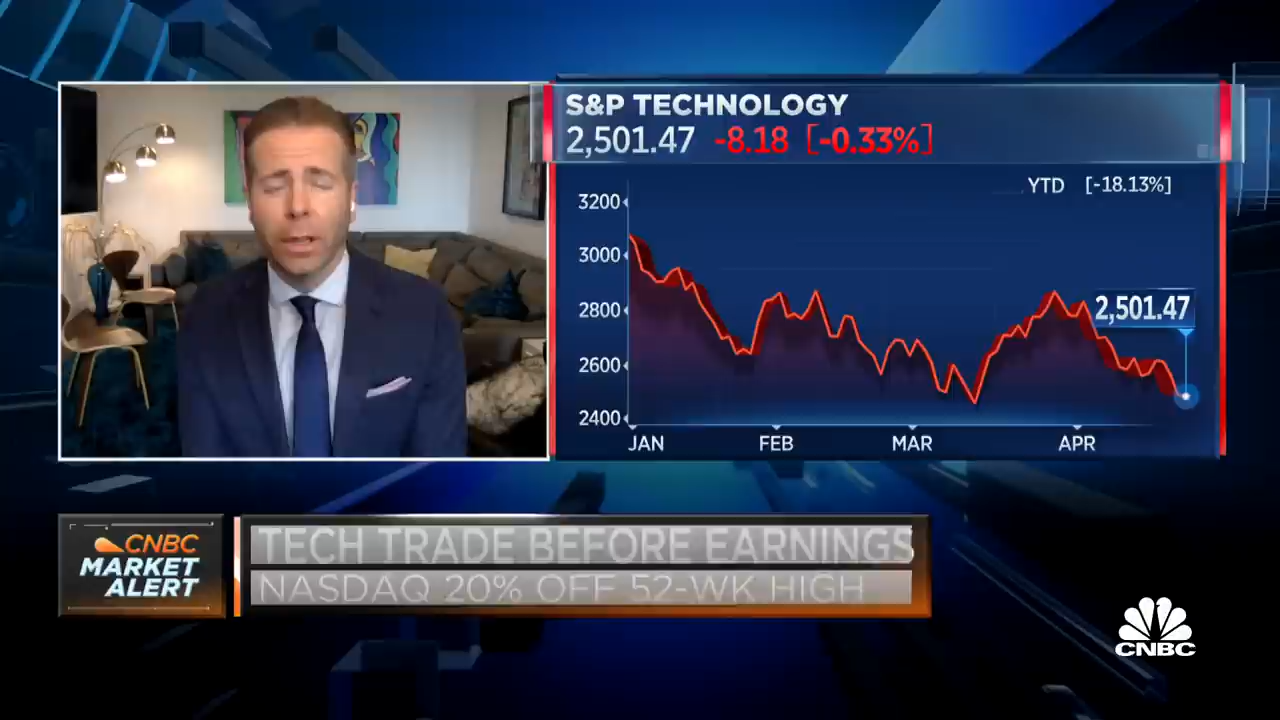 S&P TECHNOLOGY
2,501.47 -8.18 [-0.33%]
YTD [-18.13%]
3200
3000
2800
2600
2400
2,501.47
JAN FEB MAR APR
CNBC
MARKET
ALERT
TECH TRADE BEFORE EARNINGS
NASDAQ 20% OFF 52-WK HIGH
CNBC